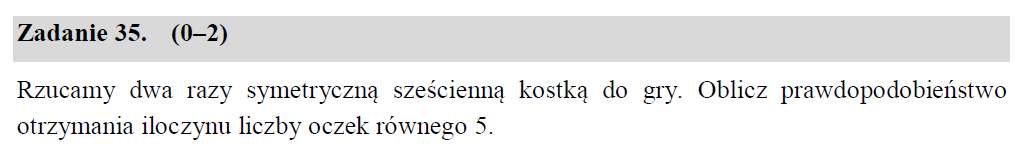 Zadanie 35. (0–2)
Rzucamy dwa razy symetryczną sześcienną kostką do gry. Oblicz prawdopodobieństwo
otrzymania iloczynu liczby oczek równego 5.